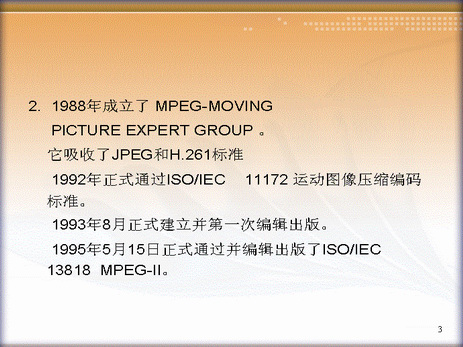 2. 1988年成立了 MPEG-MOVING
PICTURE EXPERT GROUP 。
它吸收了JPEG和H.261标准
1992年正式通过ISO/IEC 11172 运动图像压缩编码
标准。
1993年8月正式建立并第一次编辑出版。
1995年5月15日正式通过并编辑出版了ISO/IEC
13818 MPEG-II。
3